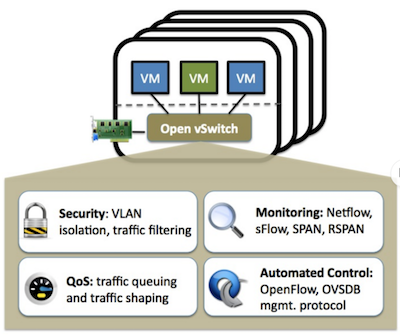 VM VM VM
Open vSwitch
Security: VLAN
isolation, traffic filtering
Monitoring: Netflow,
sFlow, SPAN, RSPAN
QoS: traffic queuing
and traffic shaping
Automated Control:
OpenFlow, OVSDB
mgmt. protocol